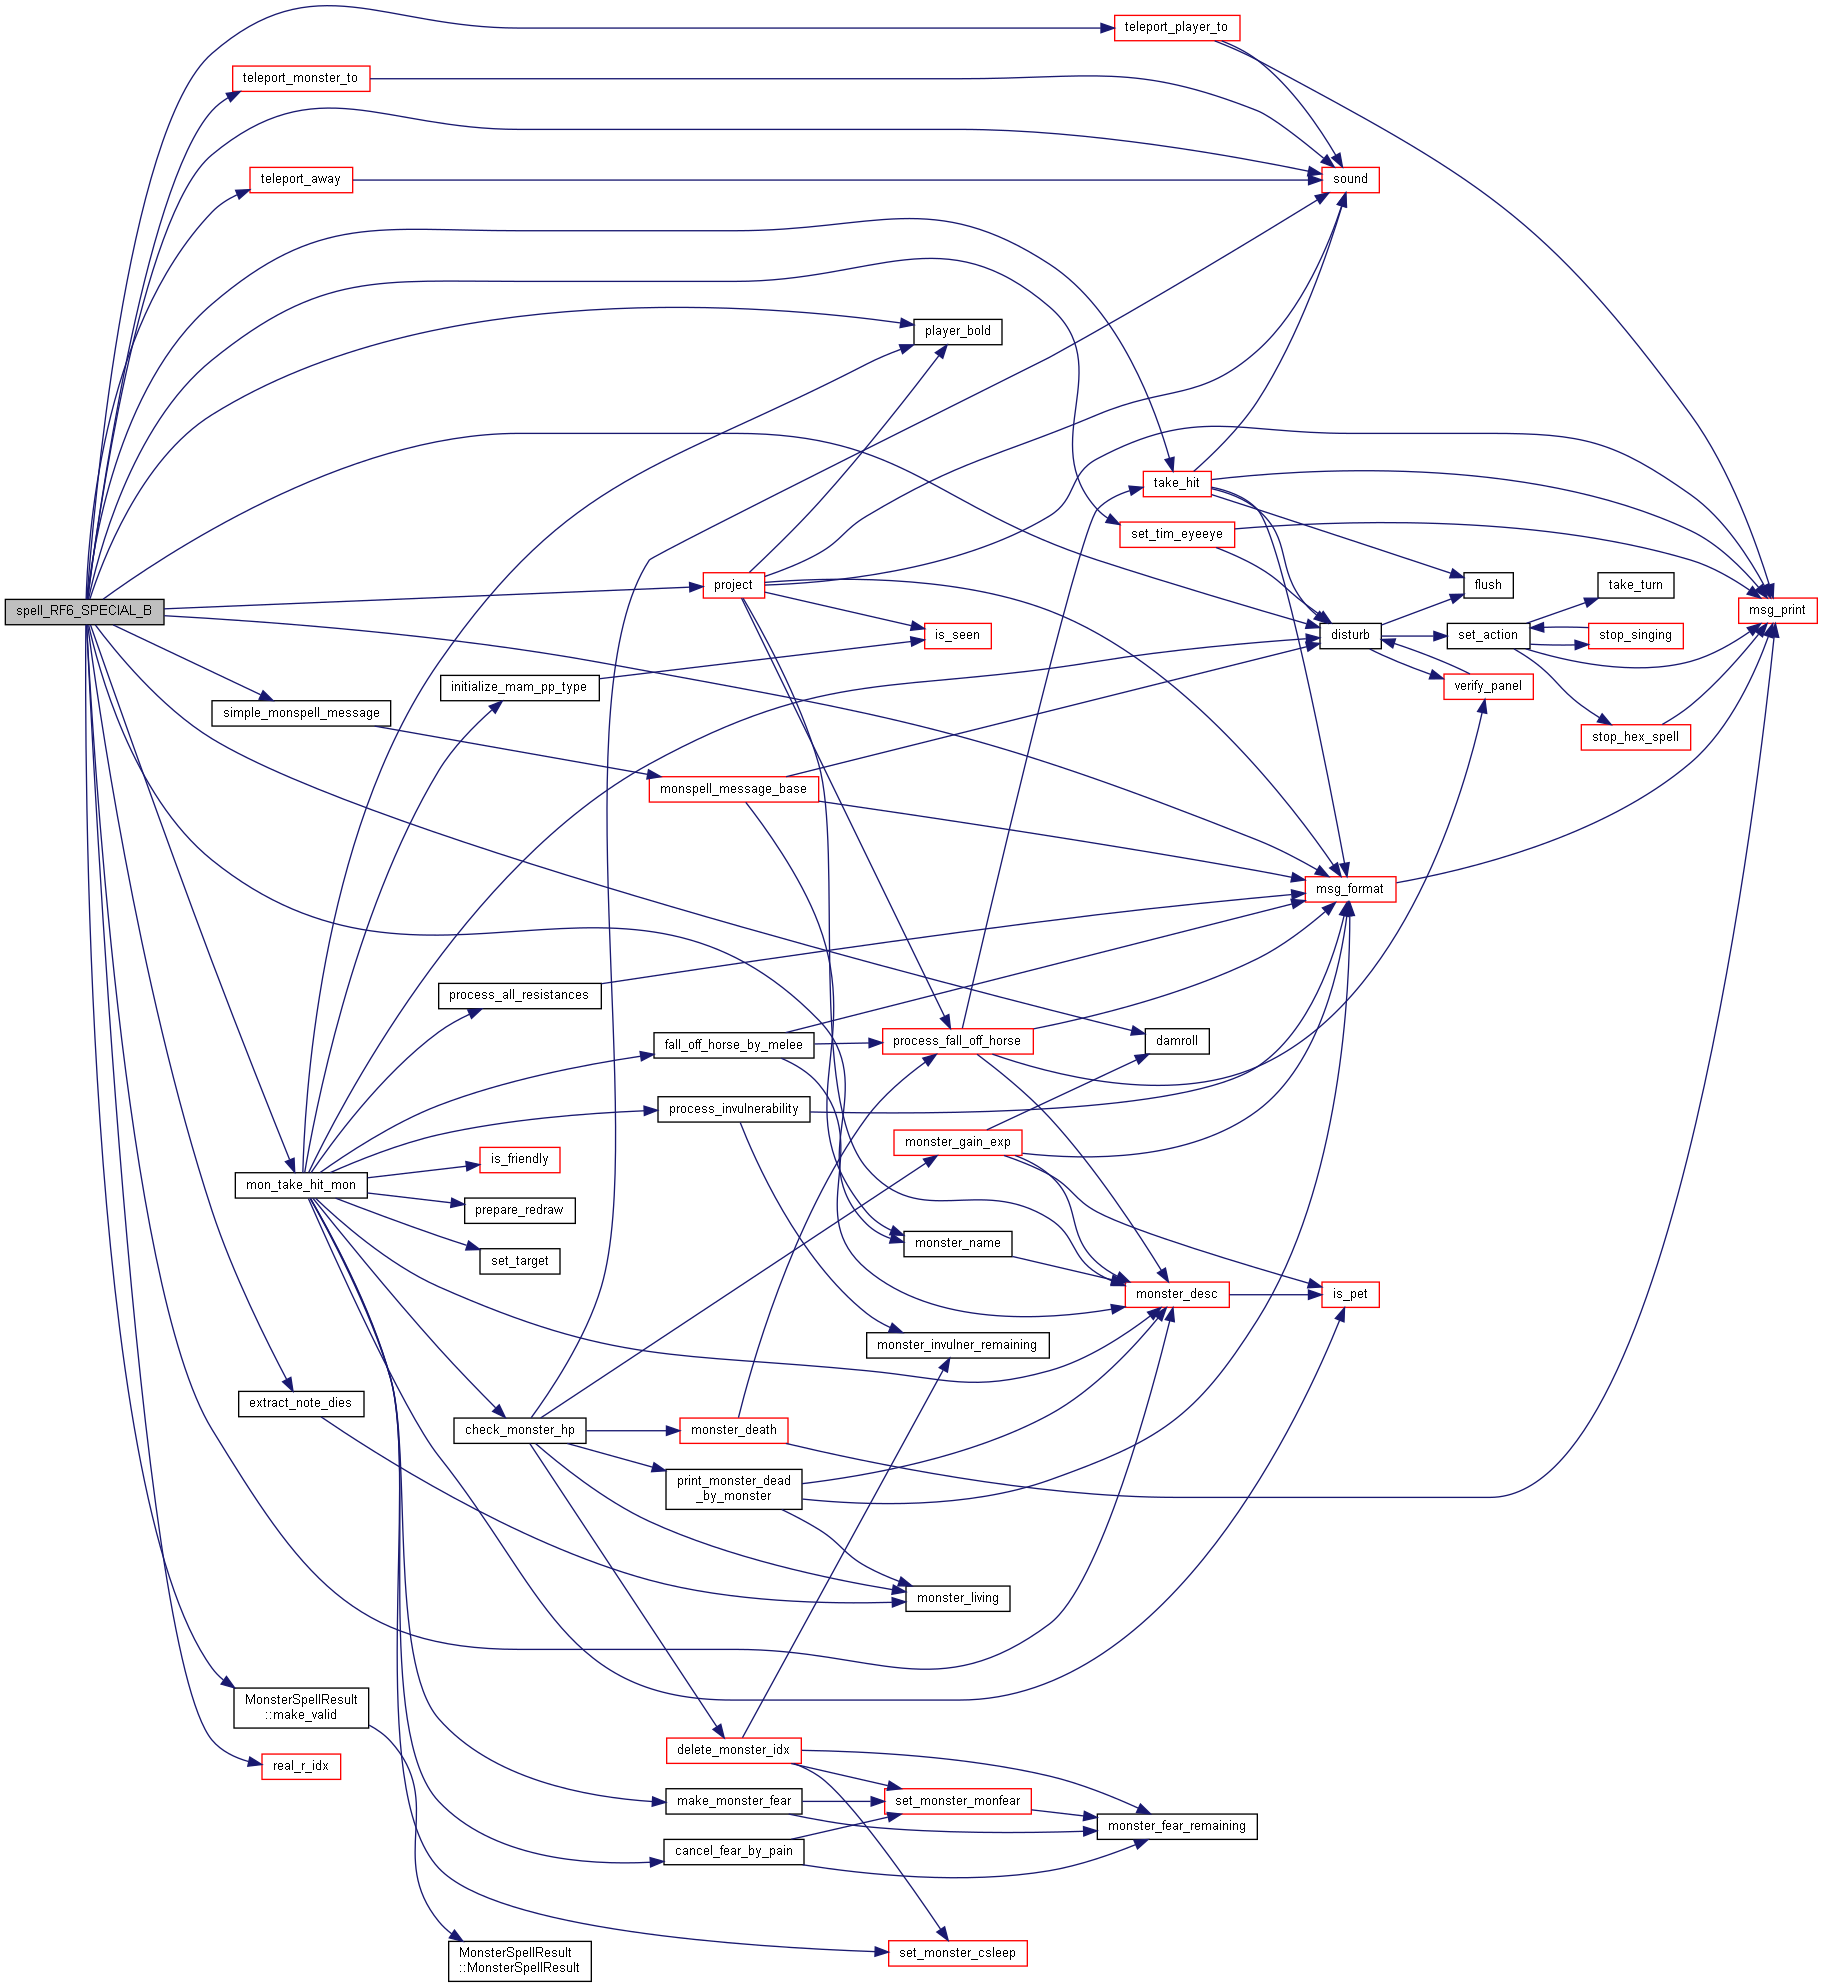 teleport_player_to
teleport_monster_to
teleport_away
sound
player_bold
take_hit
set_tim_eyeeye
project
flush
take_turn
spell_RF6_SPECIAL_B
msg_print
is_seen
disturb
set_action
stop_singing
initialize_mam_pp_type
verify_panel
simple_monspell_message
stop_hex_spell
monspell_message_base
msg_format
process_all_resistances
fall_off_horse_by_melee
process_fall_off_horse
damroll
process_invulnerability
monster_gain_exp
is_friendly
mon_take_hit_mon
prepare_redraw
monster_name
set_target
monster_desc
is_pet
monster_invulner_remaining
extract_note_dies
check_monster_hp
monster_death
print_monster_dead
_by_monster
monster_living
MonsterSpellResult
::make_valid
delete_monster_idx
real_r_idx
make_monster_fear
set_monster_monfear
monster_fear_remaining
cancel_fear_by_pain
MonsterSpellResult
::MonsterSpellResult
set_monster_csleep